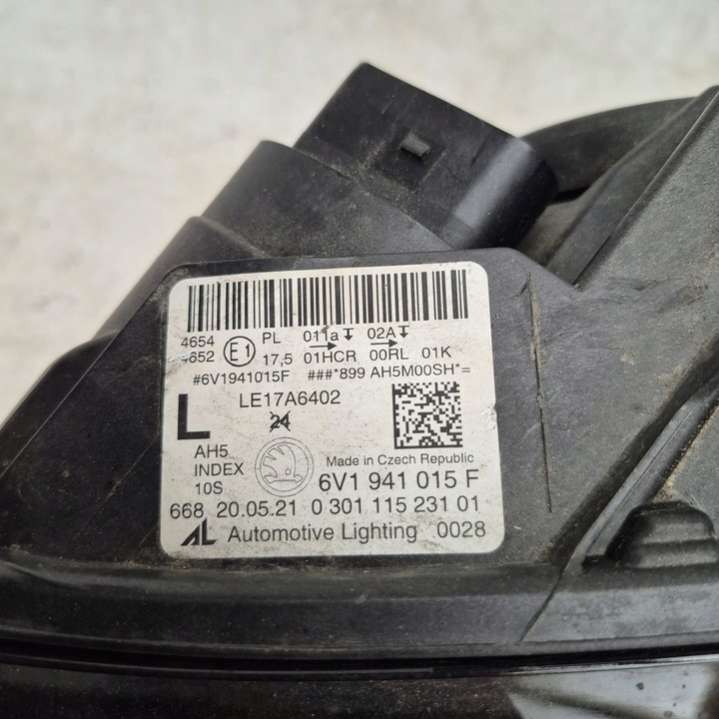 4654 PL 011a 02A
4652 E1 17,5 01HCR 00RL 01K
#6V1941015F ###*899 AH5M00SH*=
LE17A6402
24
L
AH5
INDEX
10S
Made in Czech Republic
6V1 941 015 F
668 20.05.21 0 301 115 231 01
AL Automotive Lighting 0028